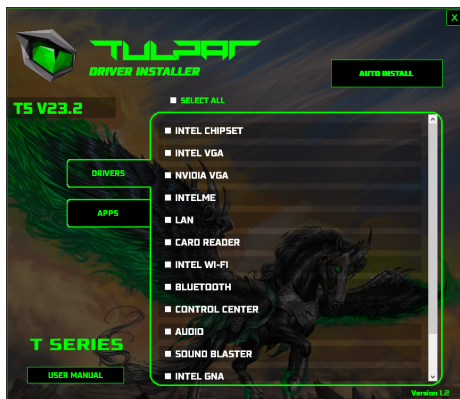 X
TULPAR
DRIVER INSTALLER
AUTO INSTALL
T5 V23.2
SELECT ALL
INTEL CHIPSET
INTEL VGA
NVIDIA VGA
INTELME
LAN
CARD READER
INTEL WI-FI
BLUETOOTH
CONTROL CENTER
AUDIO
SOUND BLASTER
INTEL GNA
DRIVERS
APPS
T SERIES
USER MANUAL
Version 1.2